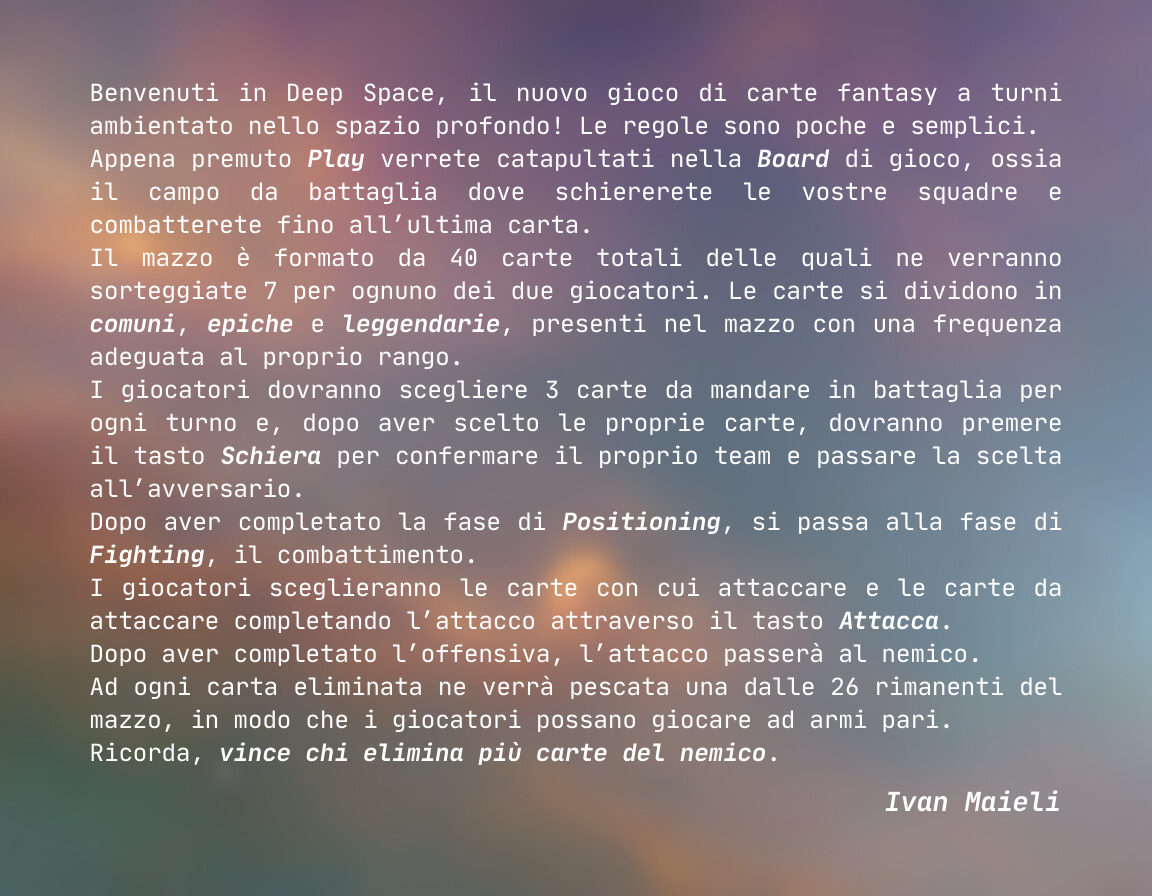 Benvenuti in Deep Space, il nuovo gioco di carte fantasy a turni
ambientato nello spazio profondo! Le regole sono poche e semplici.
Appena premuto Play verrete catapultati nella Board di gioco, ossia
il campo da battaglia dove schiererete le vostre squadre e
combatterete fino all’ultima carta.
Il mazzo è formato da 40 carte totali delle quali ne verranno
sorteggiate 7 per ognuno dei due giocatori. Le carte si dividono in
comuni, epiche e leggendarie, presenti nel mazzo con una frequenza
adeguata al proprio rango.
I giocatori dovranno scegliere 3 carte da mandare in battaglia per
ogni turno e, dopo aver scelto le proprie carte, dovranno premere
il tasto Schiera per confermare il proprio team e passare la scelta
all’avversario.
Dopo aver completato la fase di Positioning, si passa alla fase di
Fighting, il combattimento.
I giocatori sceglieranno le carte con cui attaccare e le carte da
attaccare completando l’attacco attraverso il tasto Attacca.
Dopo aver completato l’offensiva, l’attacco passerà al nemico.
Ad ogni carta eliminata ne verrà pescata una dalle 26 rimanenti del
mazzo, in modo che i giocatori possano giocare ad armi pari.
Ricorda, vince chi elimina più carte del nemico.
Ivan Maieli